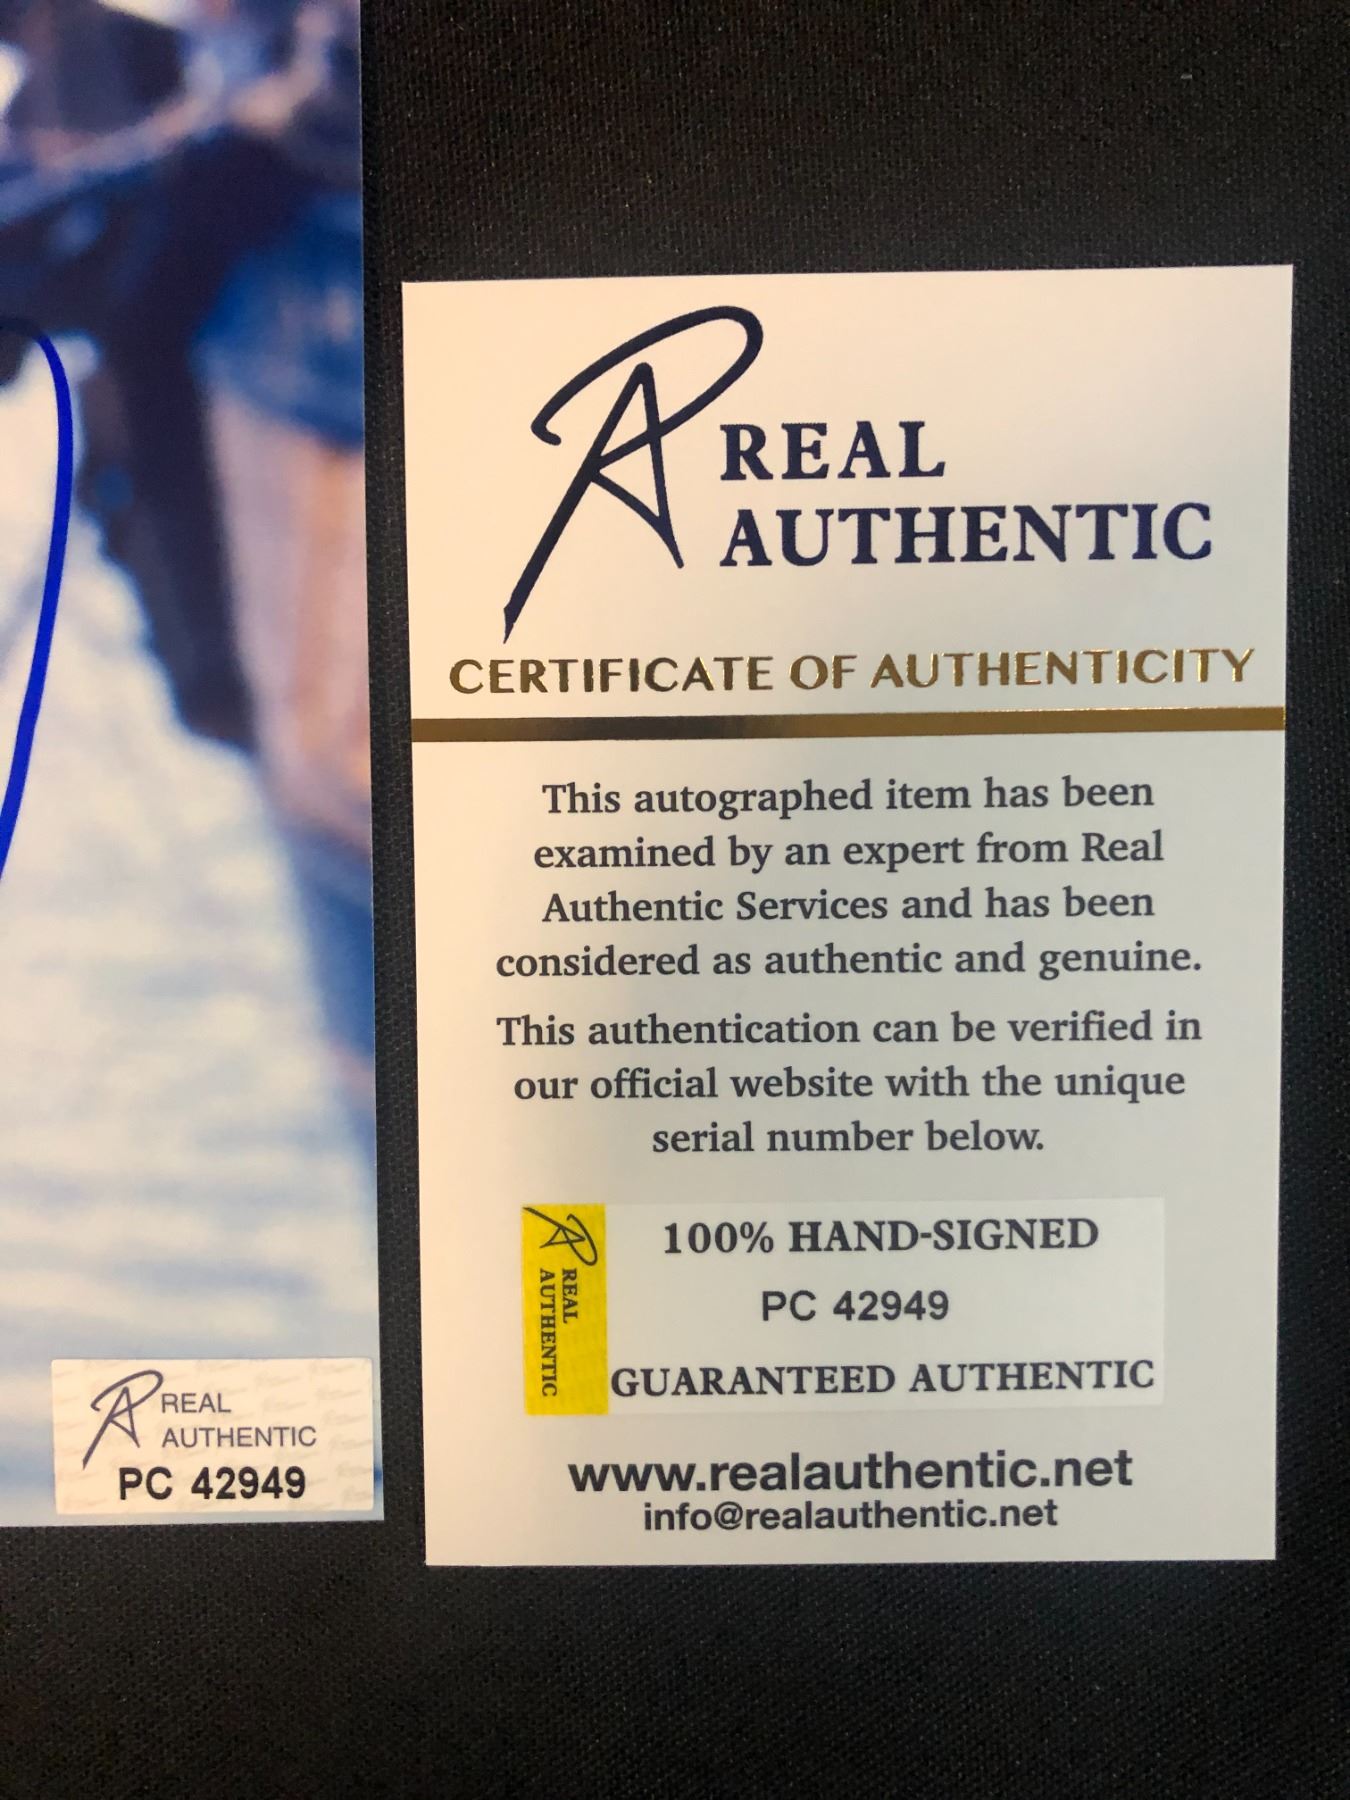 REAL
AUTHENTIC
CERTIFICATE OF AUTHENTICITY
This autographed item has been
examined by an expert from Real
Authentic Services and has been
considered as authentic and genuine.
This authentication can be verified in
our official website with the unique
serial number below.
REAL
AUTHENTIC
100% HAND-SIGNED
PC 42949
GUARANTEED AUTHENTIC
www.realauthentic.net
info@realauthentic.net
REAL
AUTHENTIC
PC 42949